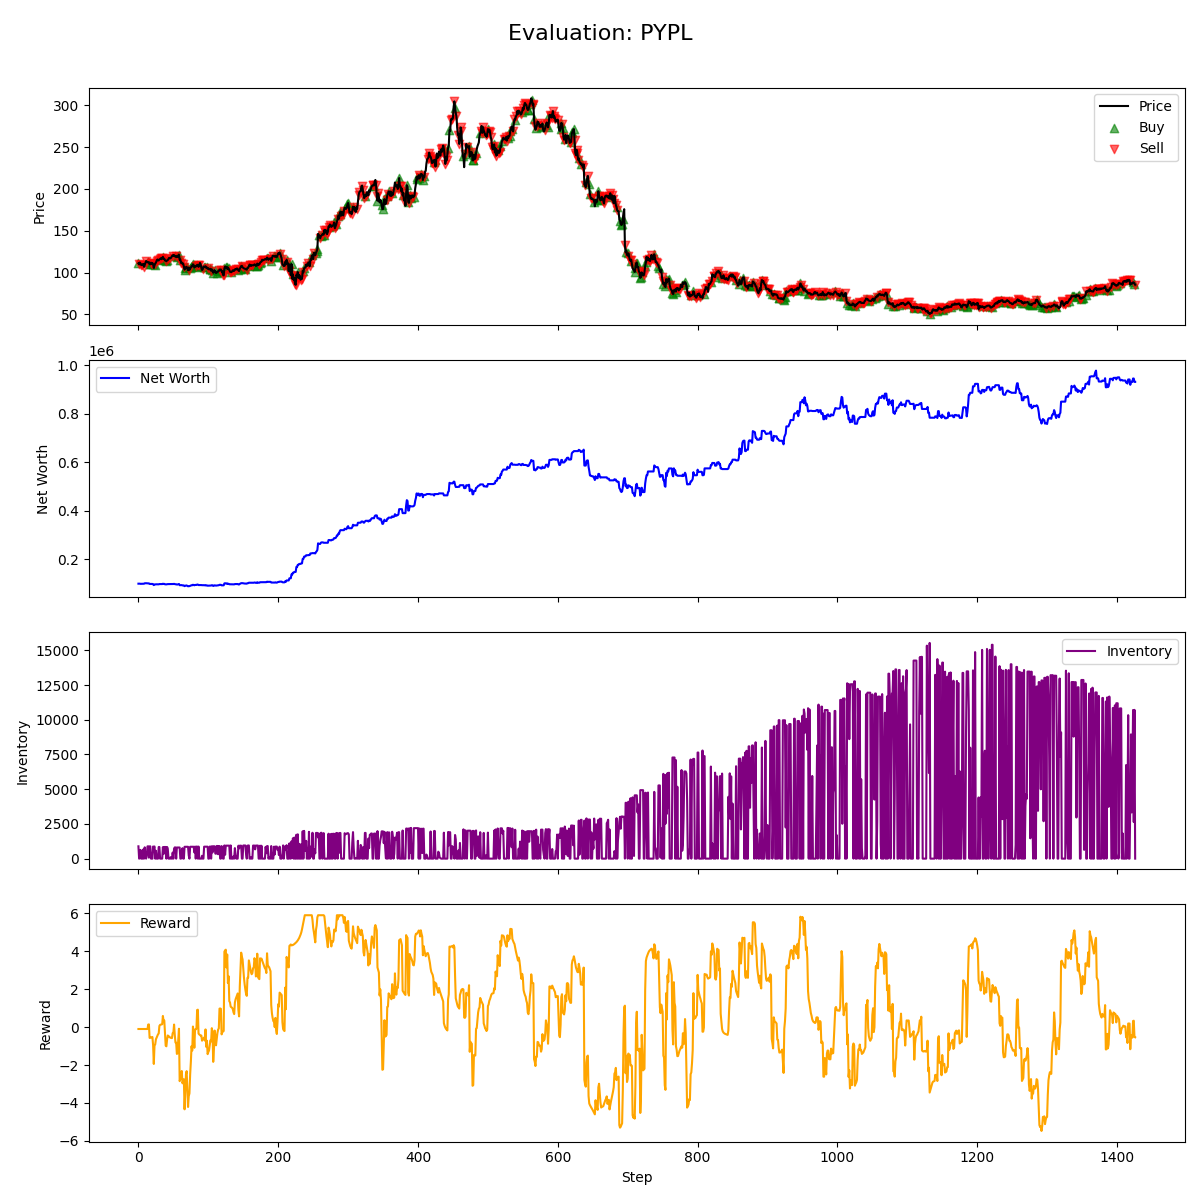 Evaluation: PYPL
300
250
200
150
100
50
Price
Price
Buy
Sell
1e6
1.0
0.8
0.6
0.4
0.2
Net Worth
Net Worth
15000
12500
10000
7500
5000
2500
0
Inventory
Inventory
6
4
2
0
−2
−4
−6
Reward
Reward
0 200 400 600 800 1000 1200 1400
Step